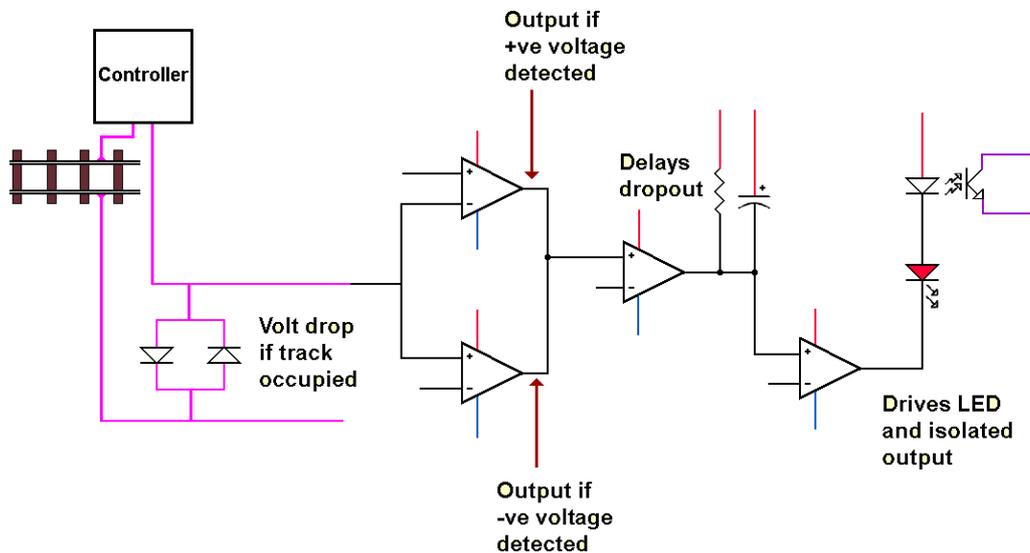 Output if
+ve voltage
detected
Controller
Delays
dropout
Volt drop
if track
occupied
Drives LED
and isolated
output
Output if
-ve voltage
detected